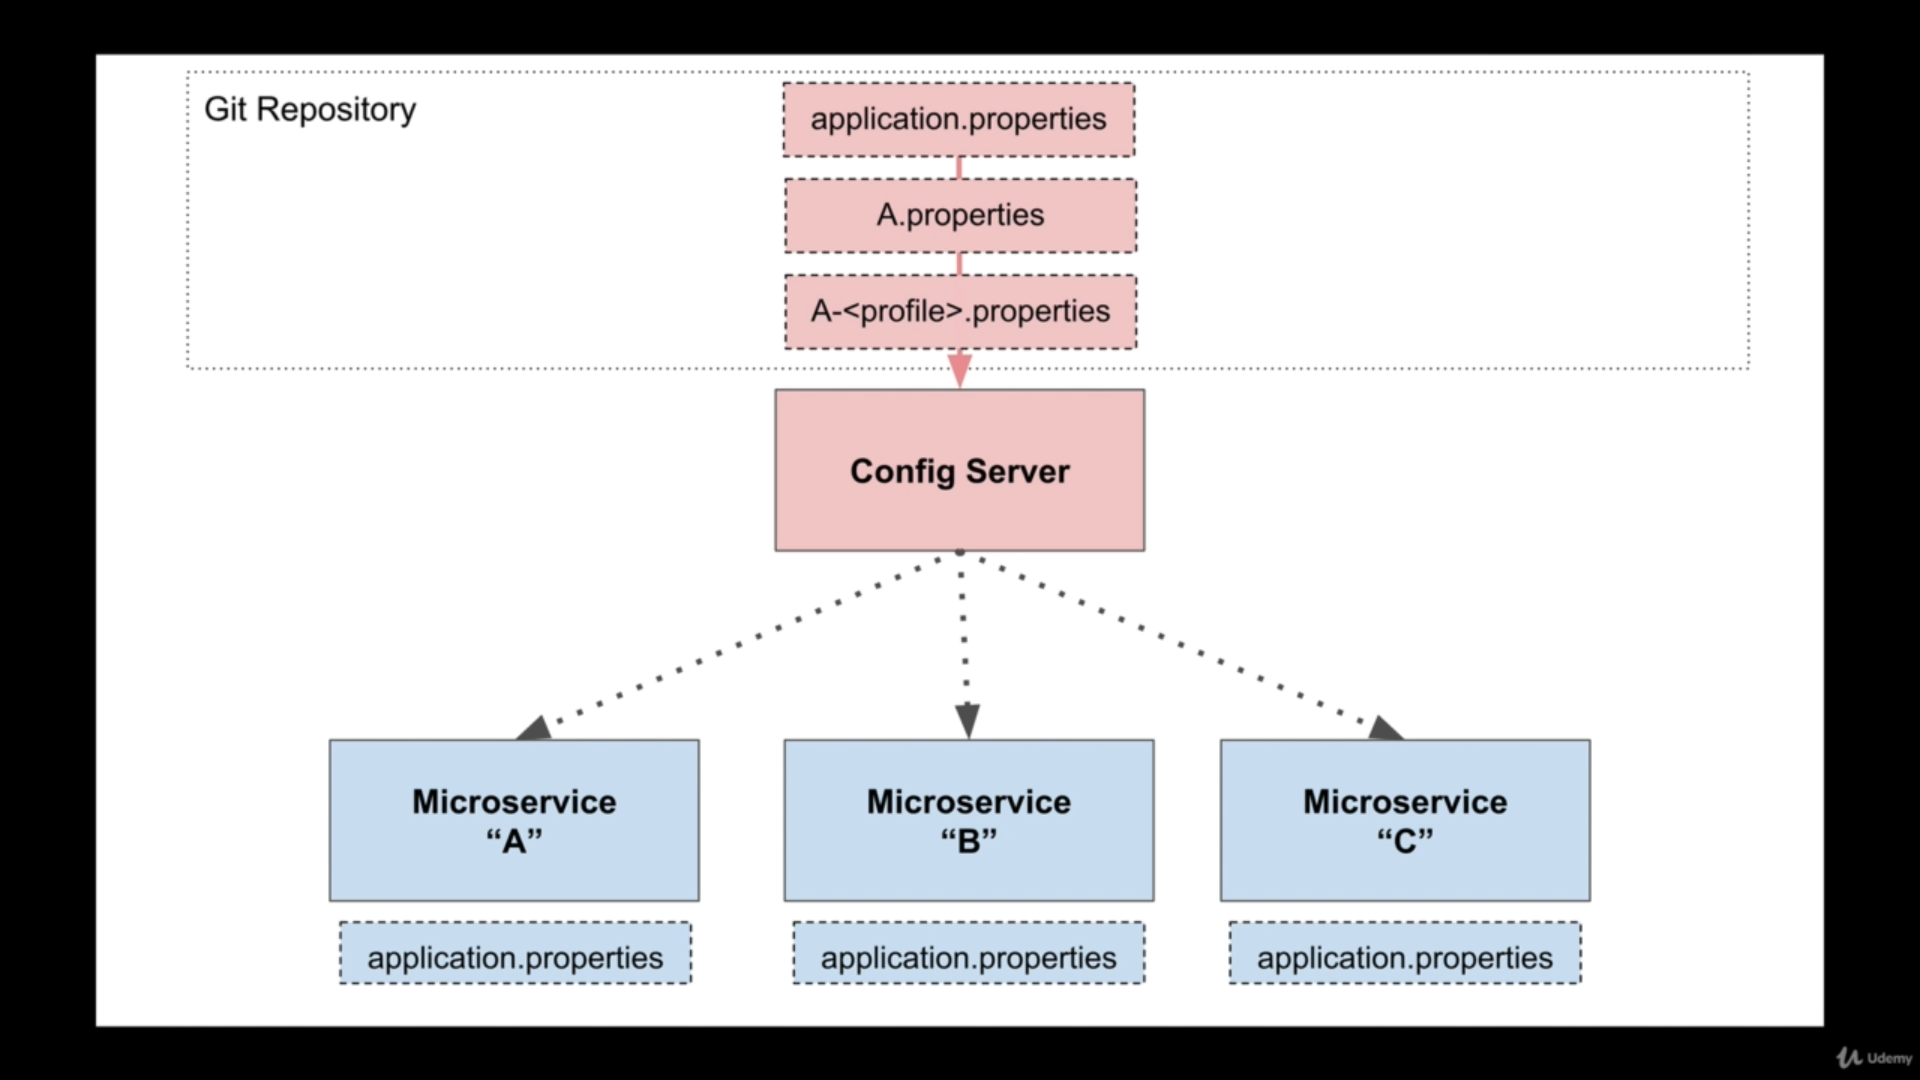 Git Repository
application.properties
A.properties
A-<profile>.properties
Config Server
Microservice
“A”
Microservice
“B”
Microservice
“C”
application.properties
application.properties
application.properties
Udemy